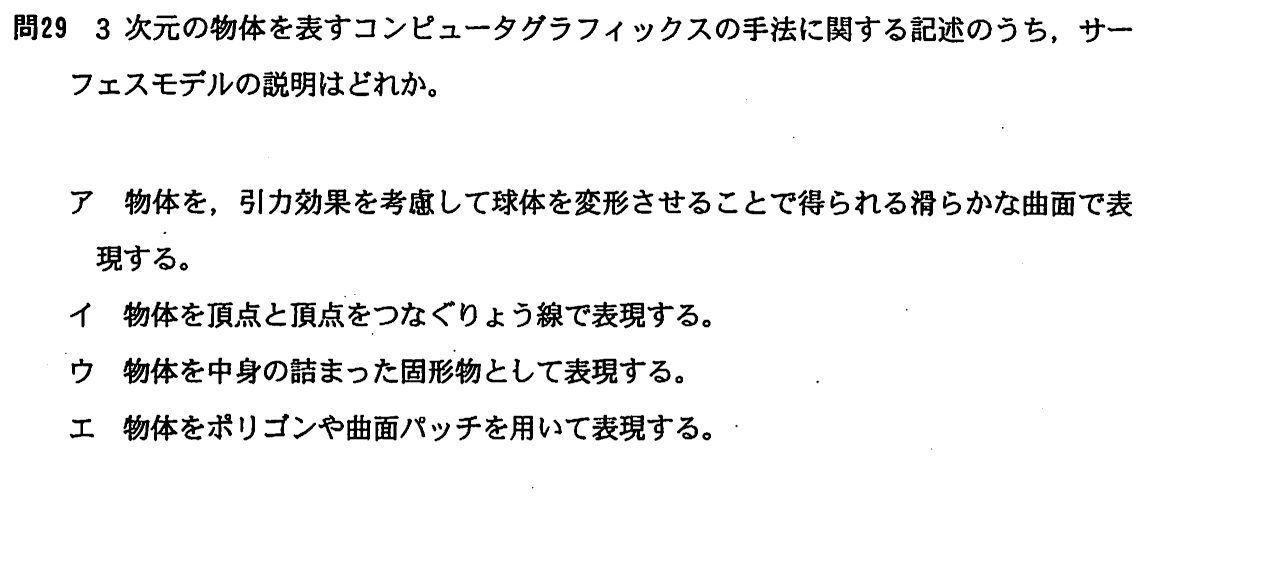 問29 3 次元の物体を表すコンピュータグラフィックスの手法に関する記述のうち，サー
フェスモデルの説明はどれか。
ア 物体を，引力効果を考慮して球体を変形させることで得られる滑らかな曲面で表
現する。
イ 物体を頂点と頂点をつなぐりょう線で表現する。
ウ 物体を中身の詰まった固形物として表現する。
エ 物体をポリゴンや曲面パッチを用いて表現する。